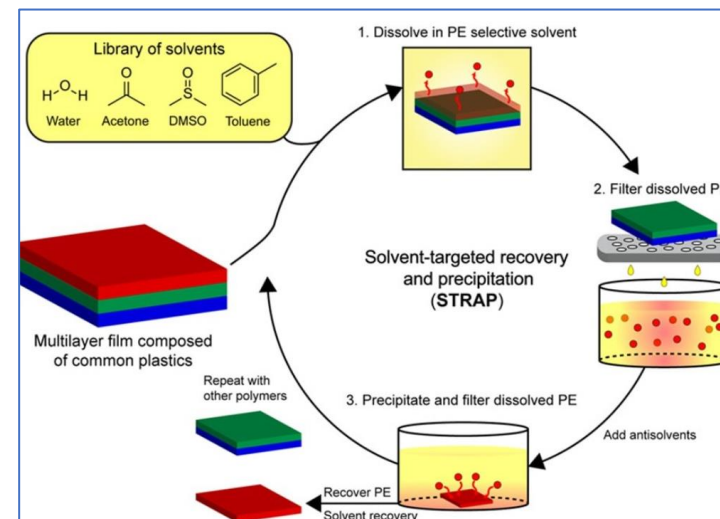 Library of solvents
O
O
S
H O H
Water Acetone DMSO Toluene
1. Dissolve in PE selective solvent
2. Filter dissolved P
Solvent-targeted recovery
and precipitation
(STRAP)
Multilayer film composed
of common plastics
Repeat with
other polymers
3. Precipitate and filter dissolved PE
Add antisolvents
Recover PE
Solvent recovery